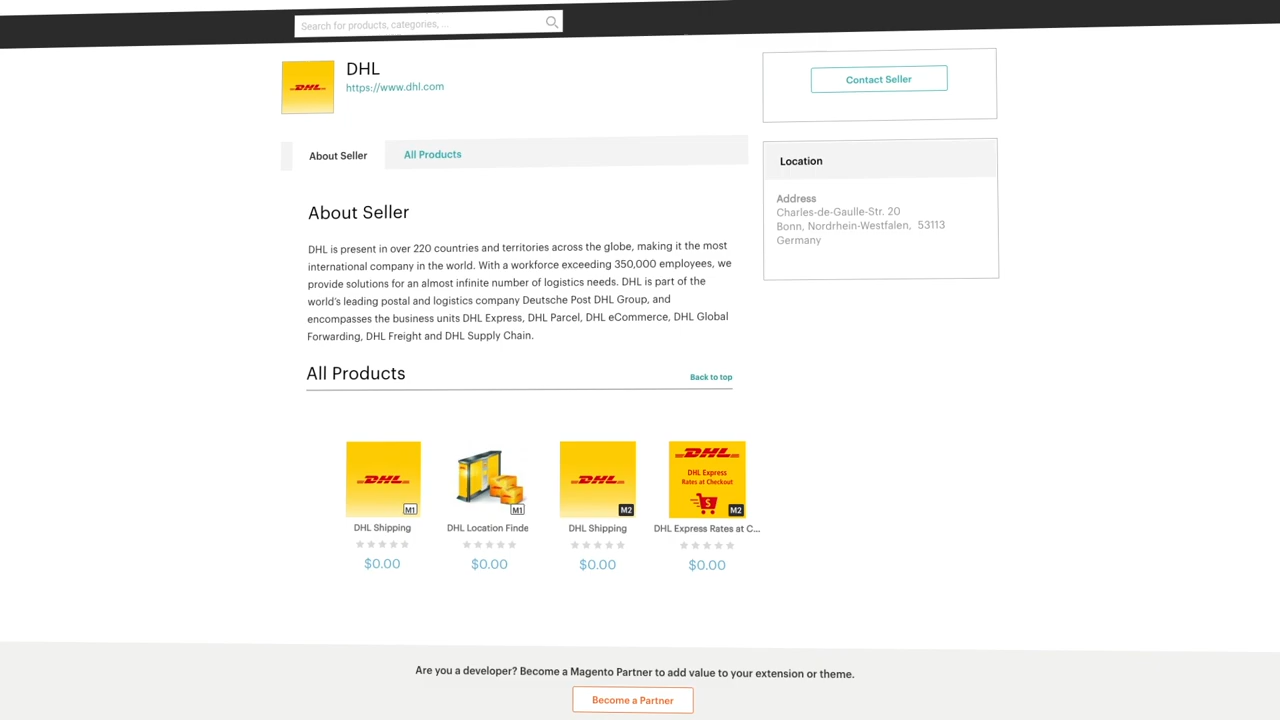 Search for products, categories, ...
DHL
DHL
https://www.dhl.com
Contact Seller
About Seller
All Products
Location
Address
Charles-de-Gaulle-Str. 20
Bonn, Nordrhein-Westfalen, 53113
Germany
About Seller
DHL is present in over 220 countries and territories across the globe, making it the most
international company in the world. With a workforce exceeding 350,000 employees, we
provide solutions for an almost infinite number of logistics needs. DHL is part of the
world's leading postal and logistics company Deutsche Post DHL Group, and
encompasses the business units DHL Express, DHL Parcel, DHL eCommerce, DHL Global
Forwarding, DHL Freight and DHL Supply Chain.
All Products
Back to top
DHL
M1
DHL Shipping
$0.00
M1
DHL Location Finde
$0.00
DHL
M2
DHL Shipping
$0.00
DHL
DHL Express
Rates at Checkout
$
M2
DHL Express Rates at C...
$0.00
Are you a developer? Become a Magento Partner to add value to your extension or theme.
Become a Partner